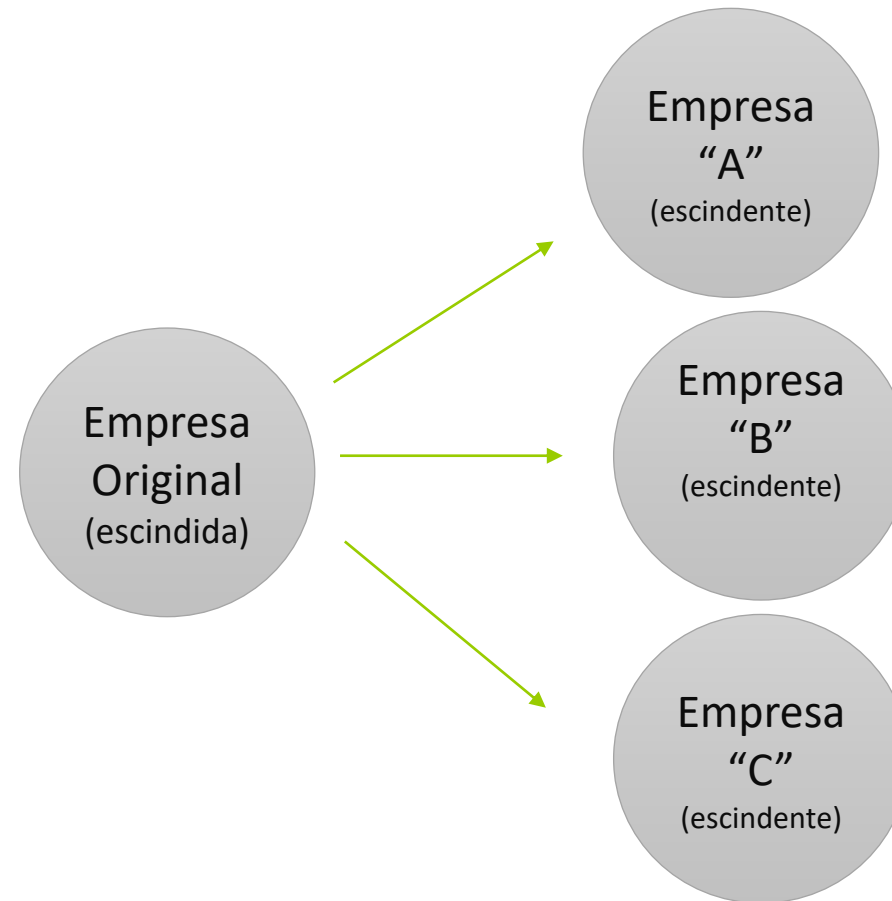 Empresa
Original
(escindida)
Empresa
“A”
(escindente)
Empresa
“B”
(escindente)
Empresa
“C”
(escindente)